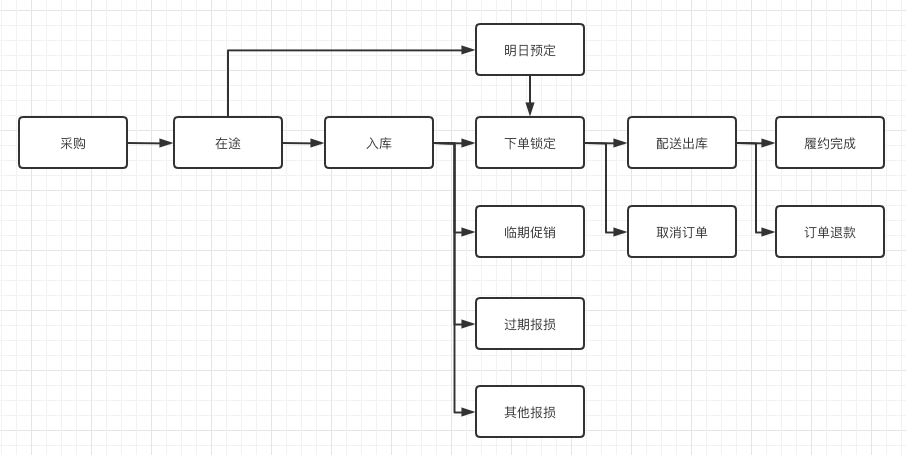 明日预定
采购
在途
入库
下单锁定
配送出库
履约完成
临期促销
取消订单
订单退款
过期报损
其他报损